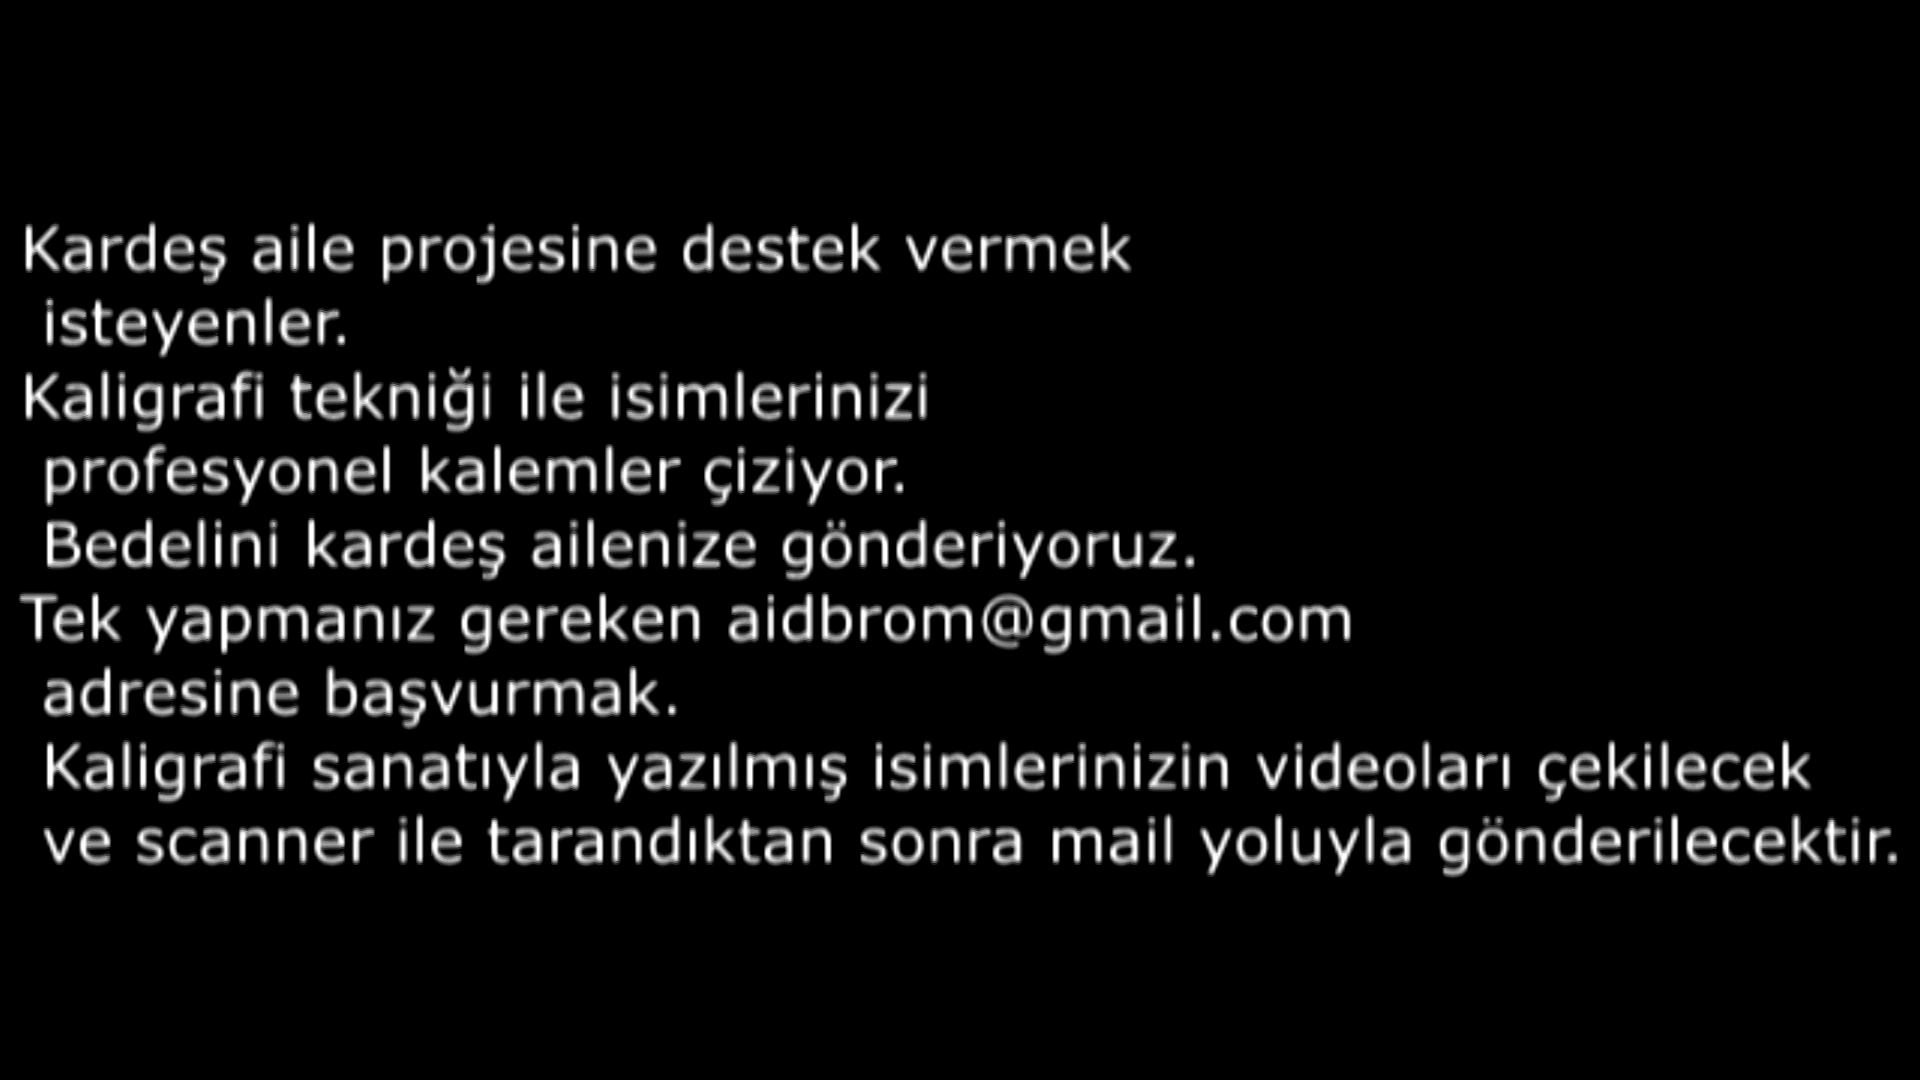 Kardeş aile projesine destek vermek
isteyenler.
Kaligrafi tekniği ile isimlerinizi
profesyonel kalemler çiziyor.
Bedelini kardeş ailenize gönderiyoruz.
Tek yapmanız gereken aidbrom@gmail.com
adresine başvurmak.
Kaligrafi sanatıyla yazılmış isimlerinizin videoları çekilecek
ve scanner ile tarandıktan sonra mail yoluyla gönderilecektir.